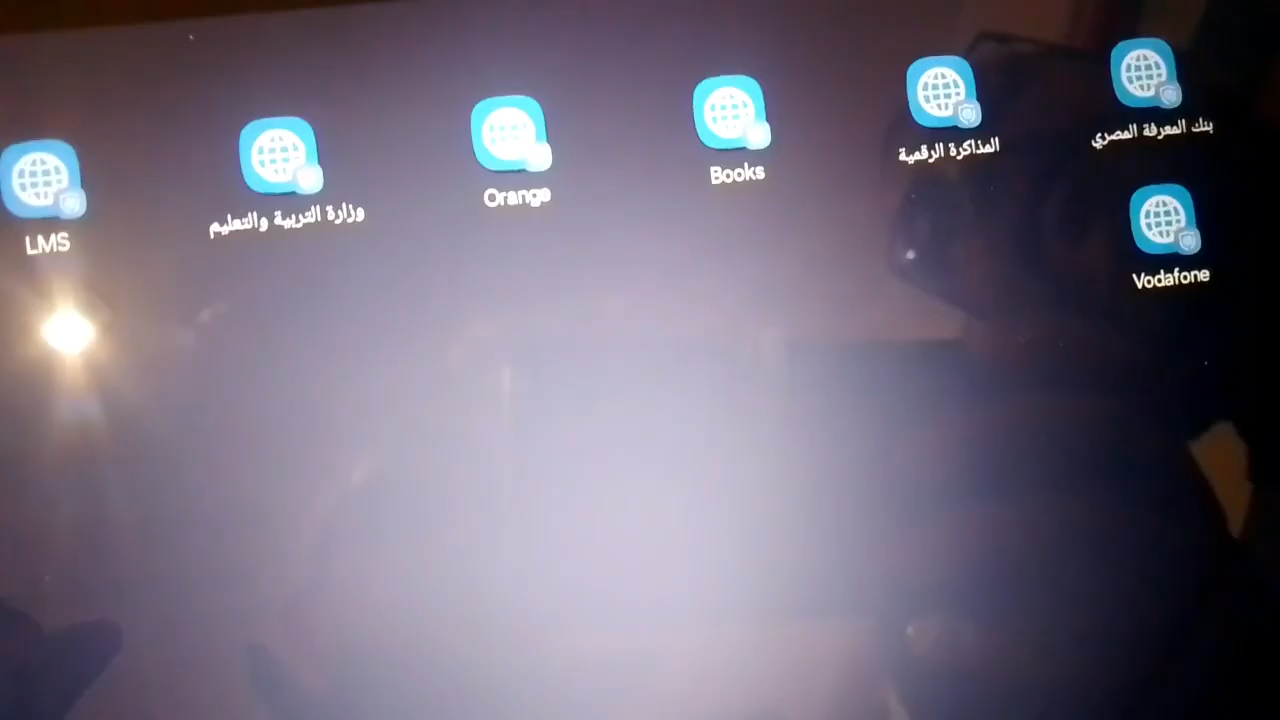 LMS
وزارة التربية والتعليم
Orange
Books
المذاكرة الرقمية
بنك المعرفة المصري
Vodafone